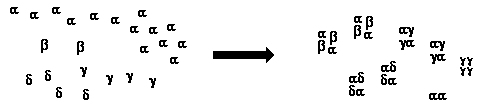 α α α α α α α
α α α
α α α
α
β β
γ γ γ γ
δ δ
δ δ
αβ
βα
αβ
βα
αγ
γα
αγ
γα
γγ
γγ
αδ
δα
αδ
δα
αα